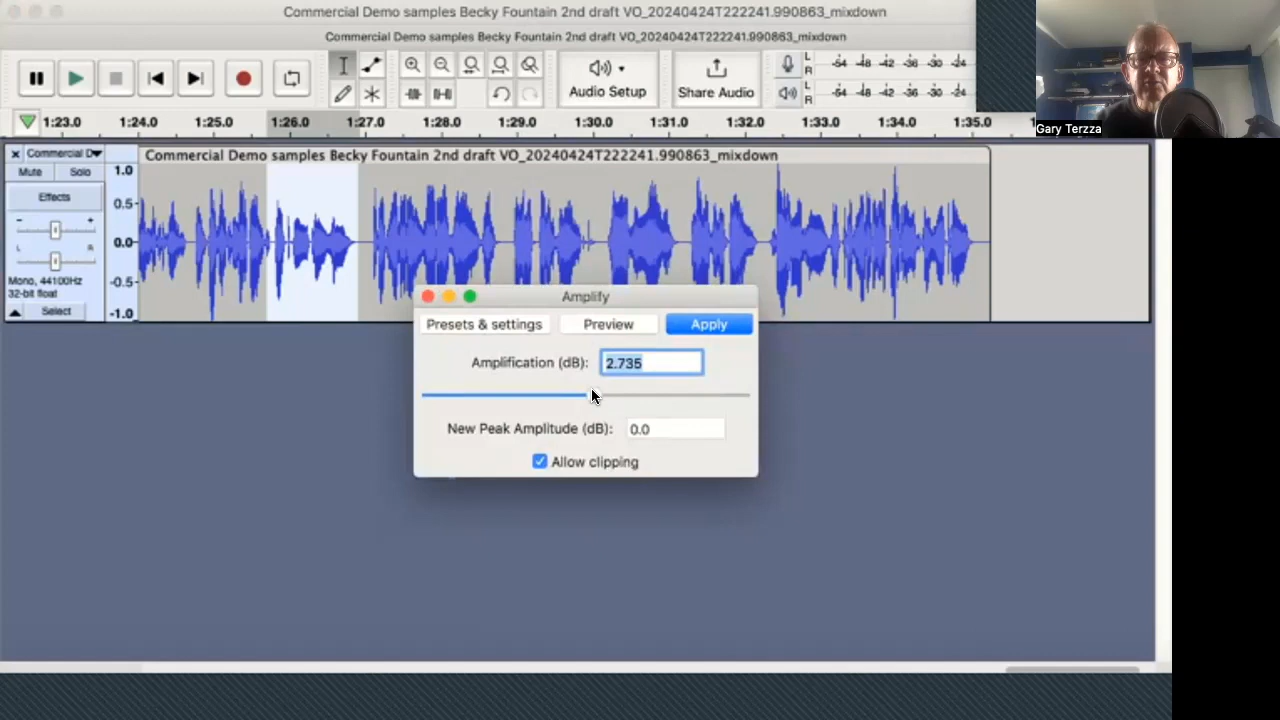 Commercial Demo samples Becky Fountain 2nd draft VO_20240424T222241.990863_mixdown
Commercial Demo samples Becky Fountain 2nd draft VO_20240424T222241.990863_mixdown
Audio Setup
Share Audio
L
R
-54 -48 -42 -36 -30 -24
L
R
-54 -48 -42 -36 -30 -24
Gary Terzza
1:23.0 1:24.0 1:25.0 1:26.0 1:27.0 1:28.0 1:29.0 1:30.0 1:31.0 1:32.0 1:33.0 1:34.0 1:35.0
Commercial D
Commercial Demo samples Becky Fountain 2nd draft VO_20240424T222241.990863_mixdown
Mute Solo
Effects
- +
L R
Mono, 44100Hz
32-bit float
Select
1.0
0.5
0.0
-0.5
-1.0
Amplify
Presets & settings Preview Apply
Amplification (dB): 2.735
New Peak Amplitude (dB): 0.0
Allow clipping